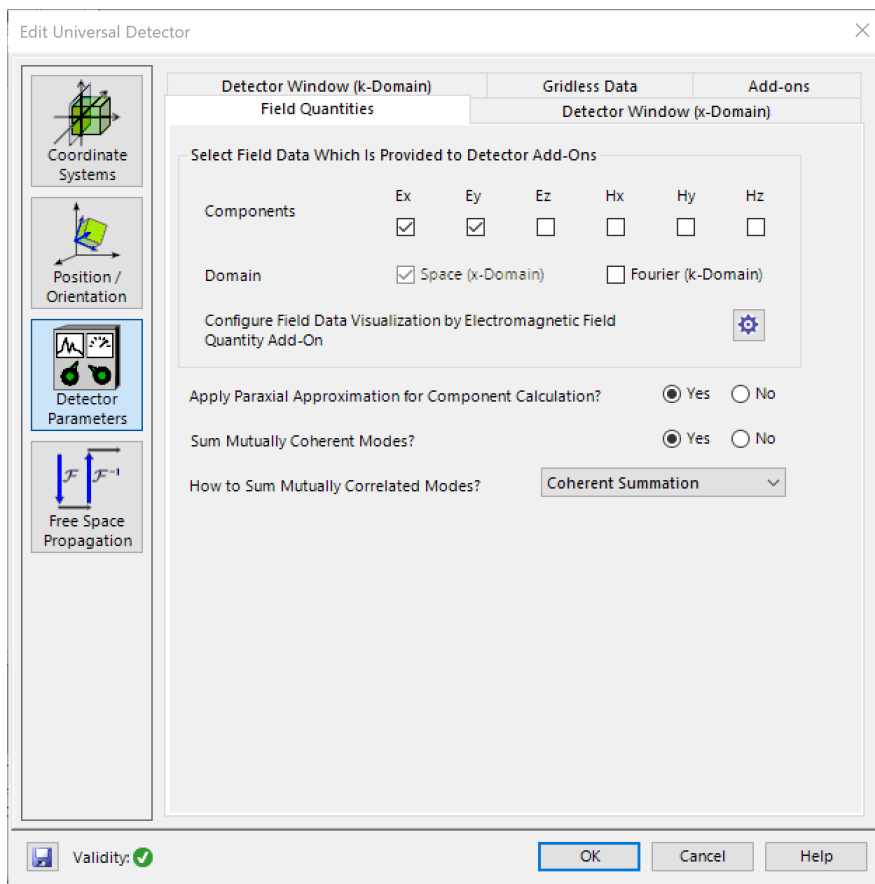 Edit Universal Detector
Coordinate
Systems
Position /
Orientation
Detector
Parameters
ℱ ℱ⁻¹
Free Space
Propagation
Detector Window (k-Domain) Gridless Data Add-ons
Field Quantities Detector Window (x-Domain)
Select Field Data Which Is Provided to Detector Add-Ons
Ex Ey Ez Hx Hy Hz
Components
Domain Space (x-Domain) Fourier (k-Domain)
Configure Field Data Visualization by Electromagnetic Field
Quantity Add-On
Apply Paraxial Approximation for Component Calculation? Yes No
Sum Mutually Coherent Modes? Yes No
How to Sum Mutually Correlated Modes? Coherent Summation
Validity: OK Cancel Help